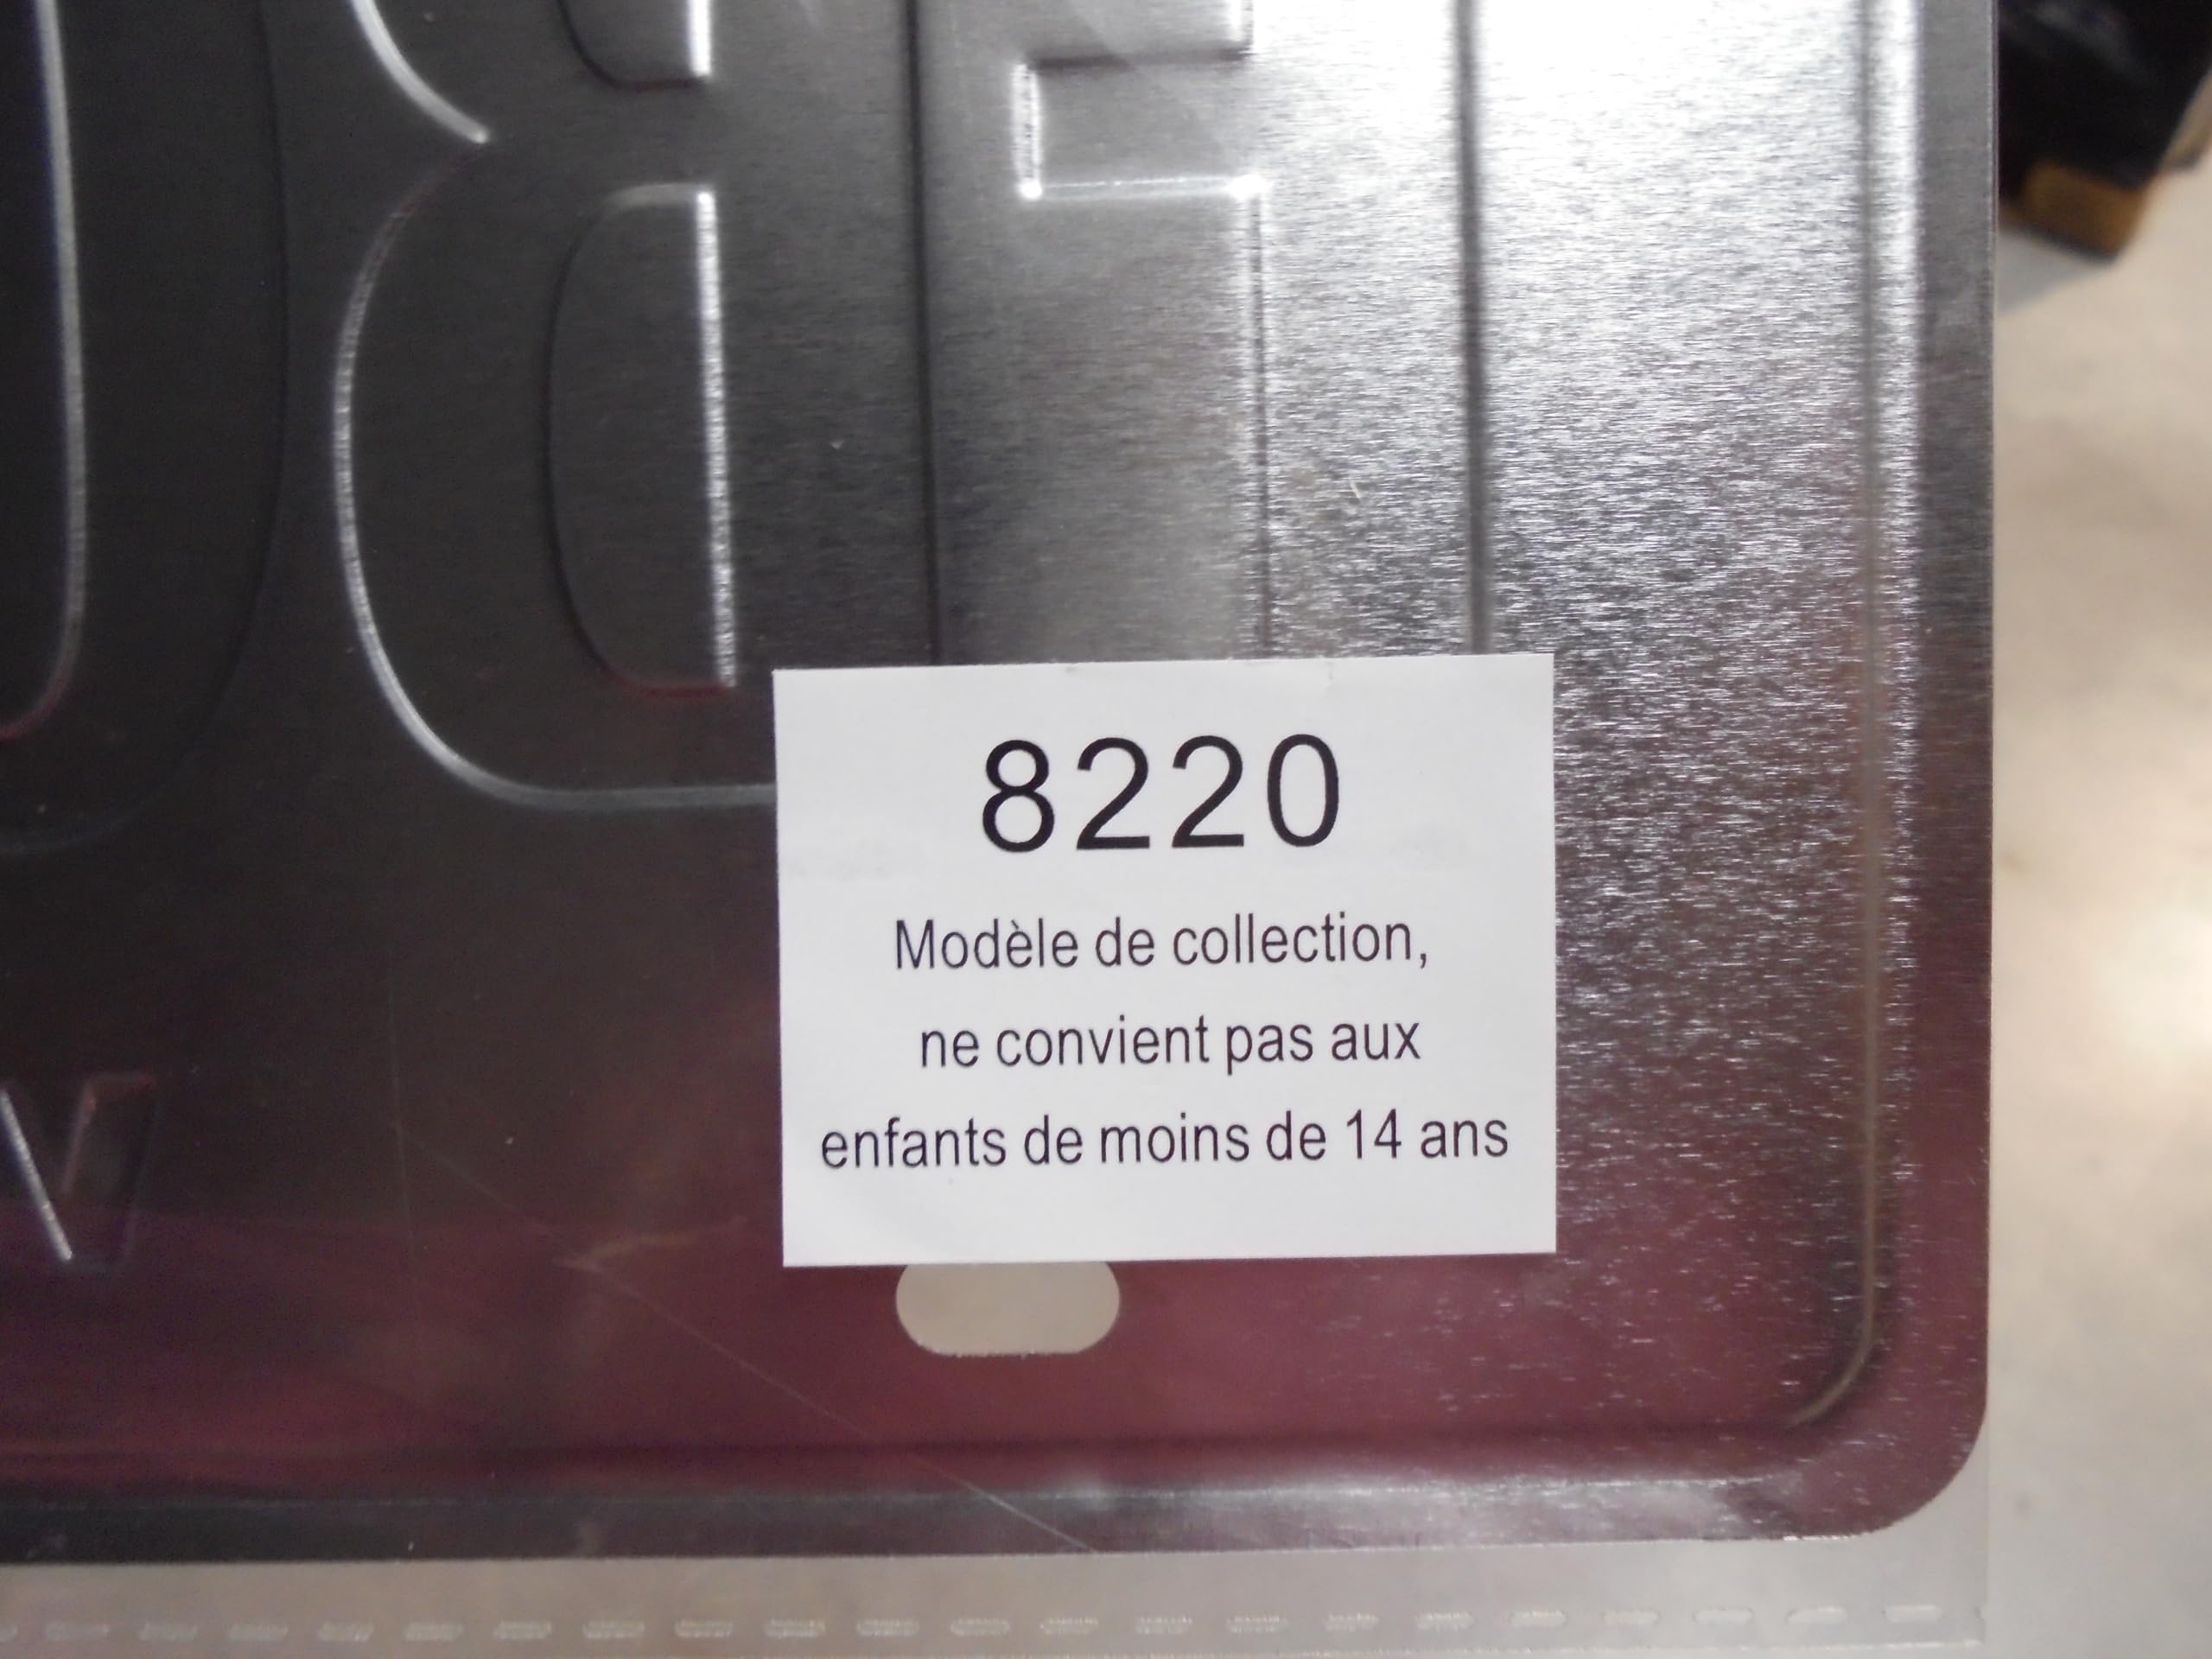 8220
Modèle de collection,
ne convient pas aux
enfants de moins de 14 ans